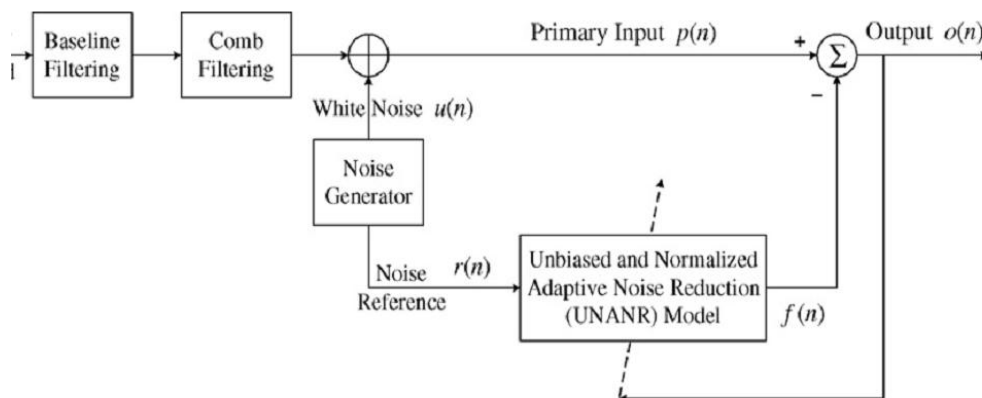 Baseline
Filtering
Comb
Filtering
Primary Input p(n)
+
Σ
Output o(n)
−
White Noise u(n)
Noise
Generator
Noise r(n)
Reference
Unbiased and Normalized
Adaptive Noise Reduction
(UNANR) Model
f(n)